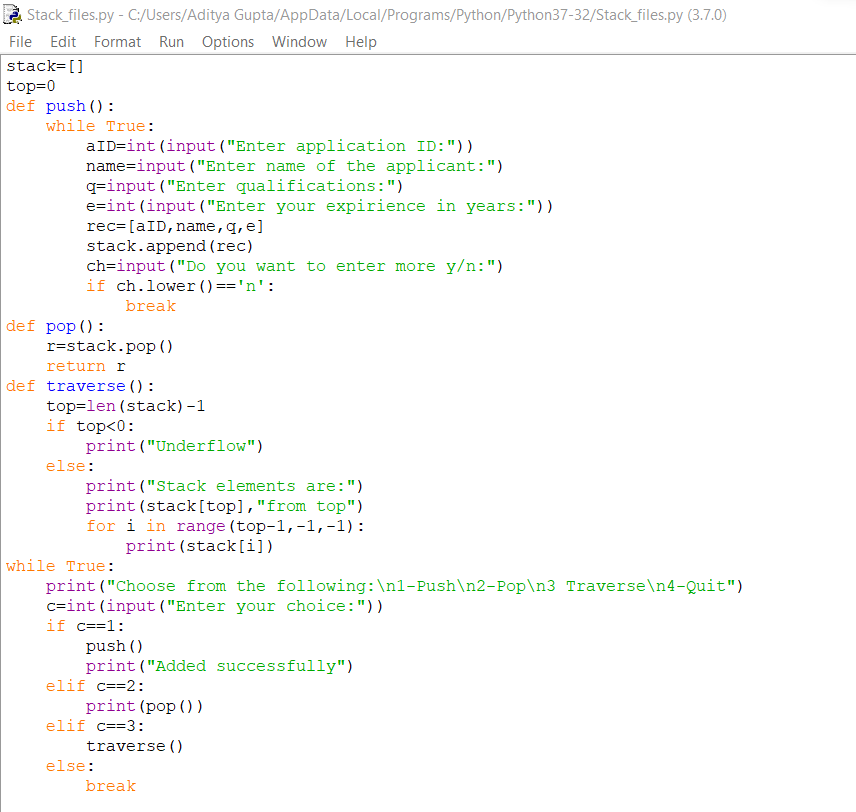 Stack_files.py - C:/Users/Aditya Gupta/AppData/Local/Programs/Python/Python37-32/Stack_files.py (3.7.0)
File Edit Format Run Options Window Help
stack=[]
top=0
def push():
    while True:
        aID=int(input("Enter application ID:"))
        name=input("Enter name of the applicant:")
        q=input("Enter qualifications:")
        e=int(input("Enter your expirience in years:"))
        rec=[aID,name,q,e]
        stack.append(rec)
        ch=input("Do you want to enter more y/n:")
        if ch.lower()=='n':
            break
def pop():
    r=stack.pop()
    return r
def traverse():
    top=len(stack)-1
    if top<0:
        print("Underflow")
    else:
        print("Stack elements are:")
        print(stack[top],"from top")
        for i in range(top-1,-1,-1):
            print(stack[i])
while True:
    print("Choose from the following:\n1-Push\n2-Pop\n3 Traverse\n4-Quit")
    c=int(input("Enter your choice:"))
    if c==1:
        push()
        print("Added successfully")
    elif c==2:
        print(pop())
    elif c==3:
        traverse()
    else:
        break